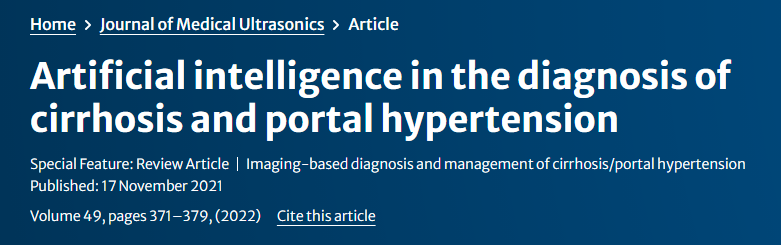 Home > Journal of Medical Ultrasonics > Article
Artificial intelligence in the diagnosis of
cirrhosis and portal hypertension
Special Feature: Review Article | Imaging-based diagnosis and management of cirrhosis/portal hypertension
Published: 17 November 2021
Volume 49, pages 371–379, (2022) Cite this article